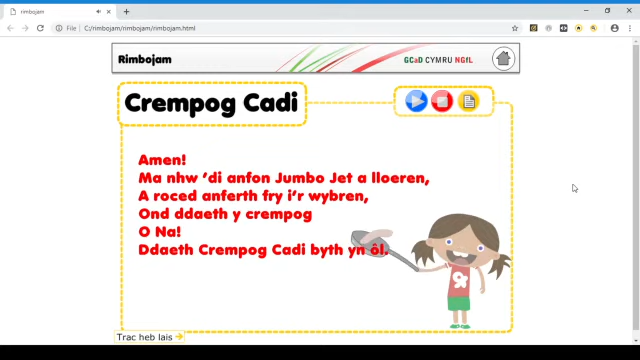 rimbojam
File
C:/rimbojam/rimbojam/rimbojam.html
Rimbojam
GCaD CYMRU NGfL
Crempog Cadi
Amen!
Ma nhw 'di anfon Jumbo Jet a lloeren,
A roced anferth fry i'r wybren,
Ond ddaeth y crempog
O Na!
Ddaeth Crempog Cadi byth yn ôl.
Trac heb lais